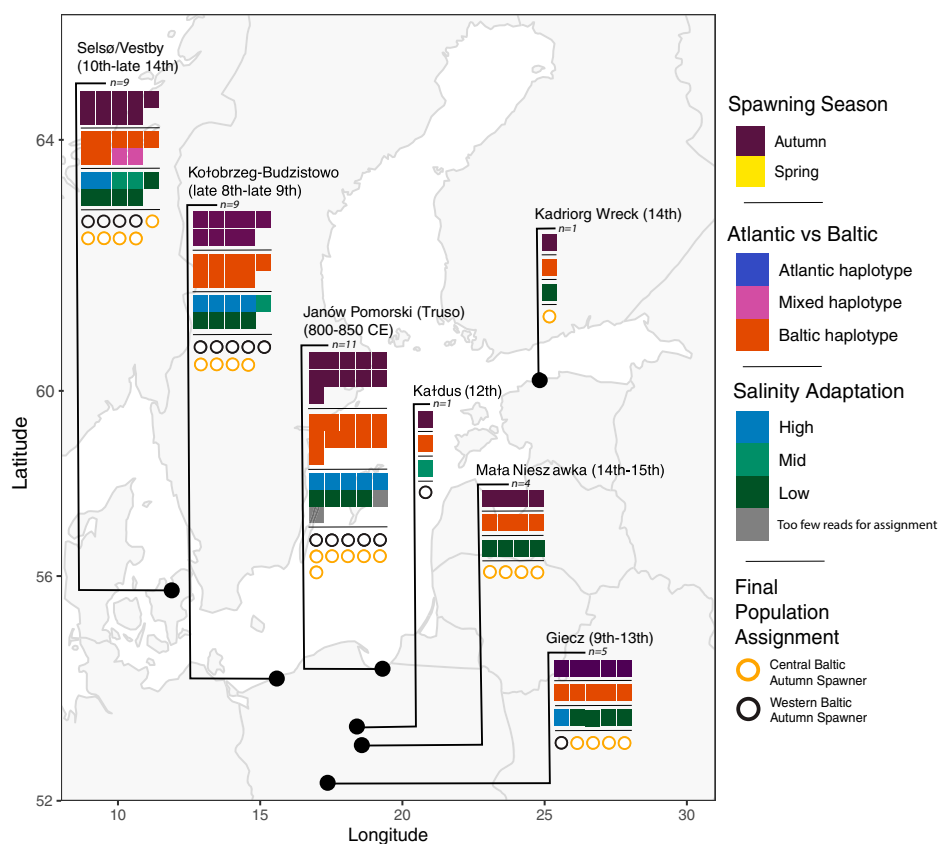 Selsø/Vestby
(10th-late 14th)
n=9
Kołobrzeg-Budzistowo
(late 8th-late 9th)
n=9
Janów Pomorski (Truso)
(800-850 CE)
n=11
Kałdus (12th)
n=1
Kadriorg Wreck (14th)
n=1
Mała Nieszawka (14th-15th)
n=4
Giecz (9th-13th)
n=5
64
60
56
52
Latitude
10
15
20
25
30
Longitude
Spawning Season
Autumn
Spring
Atlantic vs Baltic
Atlantic haplotype
Mixed haplotype
Baltic haplotype
Salinity Adaptation
High
Mid
Low
Too few reads for assignment
Final
Population
Assignment
Central Baltic
Autumn Spawner
Western Baltic
Autumn Spawner